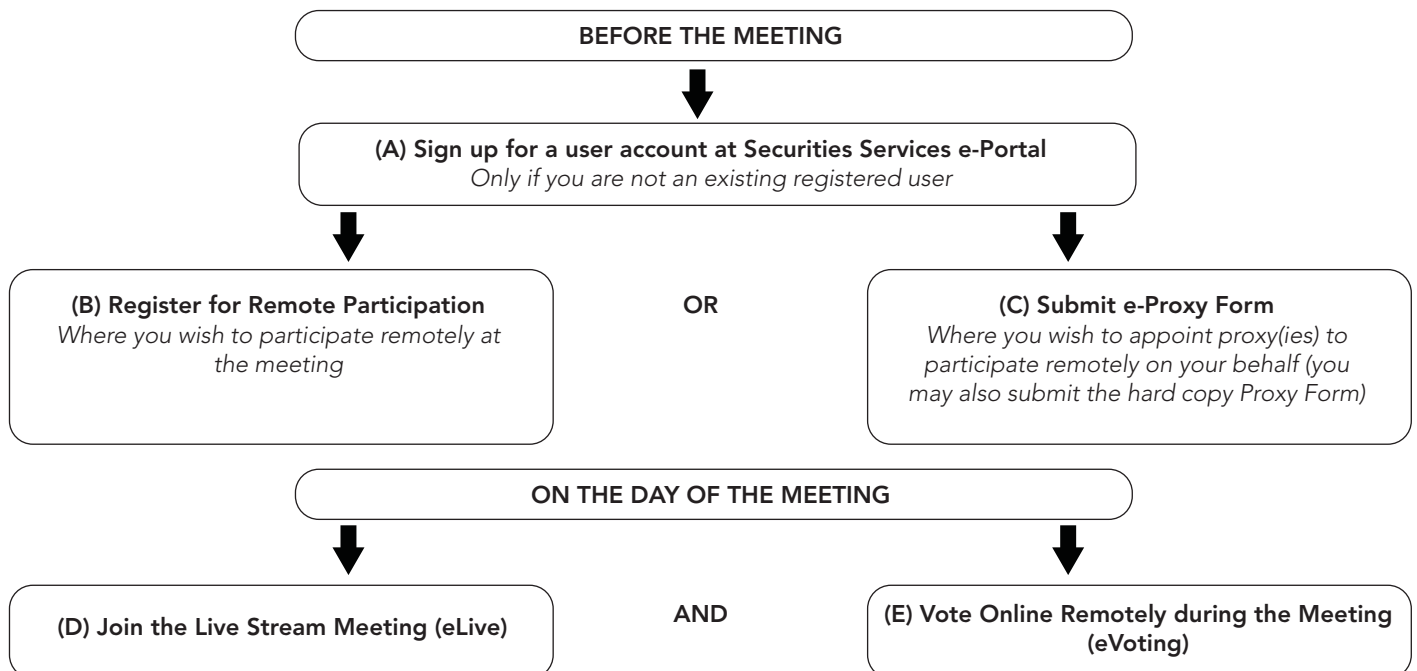 BEFORE THE MEETING
(A) Sign up for a user account at Securities Services e-Portal
Only if you are not an existing registered user
(B) Register for Remote Participation
Where you wish to participate remotely at
the meeting
OR
(C) Submit e-Proxy Form
Where you wish to appoint proxy(ies) to
participate remotely on your behalf (you
may also submit the hard copy Proxy Form)
ON THE DAY OF THE MEETING
(D) Join the Live Stream Meeting (eLive)
AND
(E) Vote Online Remotely during the Meeting
(eVoting)